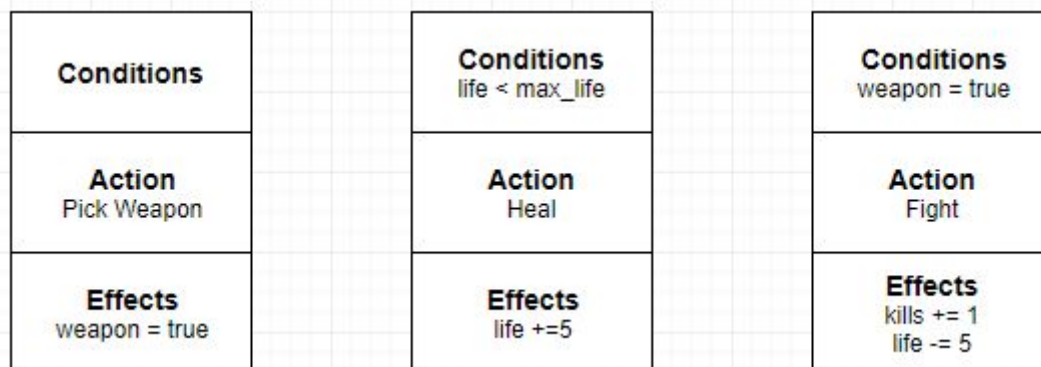 Conditions
Action
Pick Weapon
Effects
weapon = true
Conditions
life < max_life
Action
Heal
Effects
life +=5
Conditions
weapon = true
Action
Fight
Effects
kills += 1
life -= 5